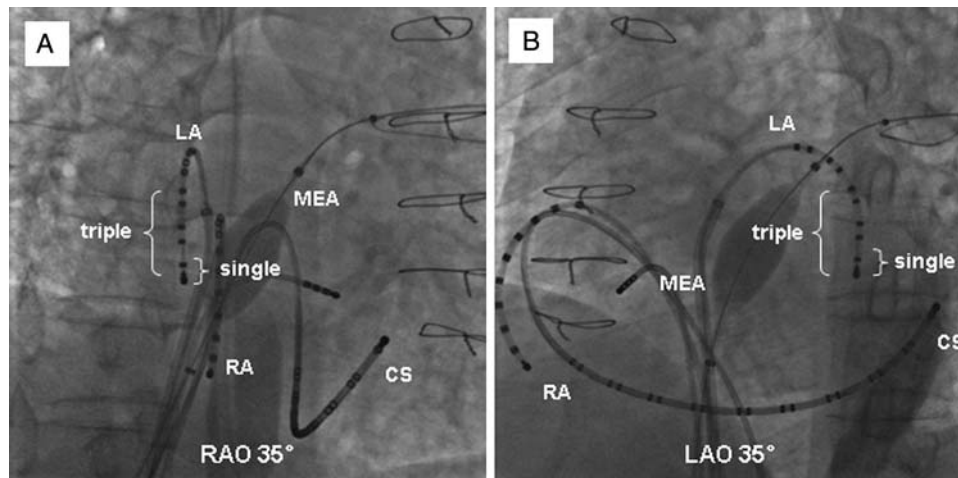 A
LA
MEA
triple
single
RA
CS
RAO 35°
B
LA
triple
single
MEA
CS
RA
LAO 35°